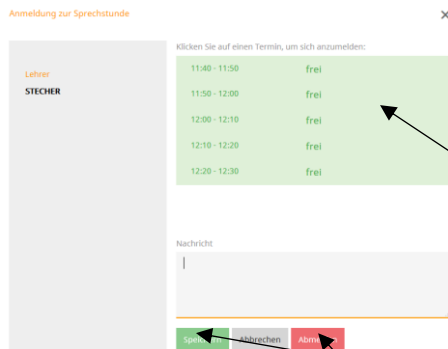 Anmeldung zur Sprechstunde
×
Klicken Sie auf einen Termin, um sich anzumelden:
Lehrer
STECHER
11:40 - 11:50 frei
11:50 - 12:00 frei
12:00 - 12:10 frei
12:10 - 12:20 frei
12:20 - 12:30 frei
Nachricht
Speichern Abbrechen Abmelden